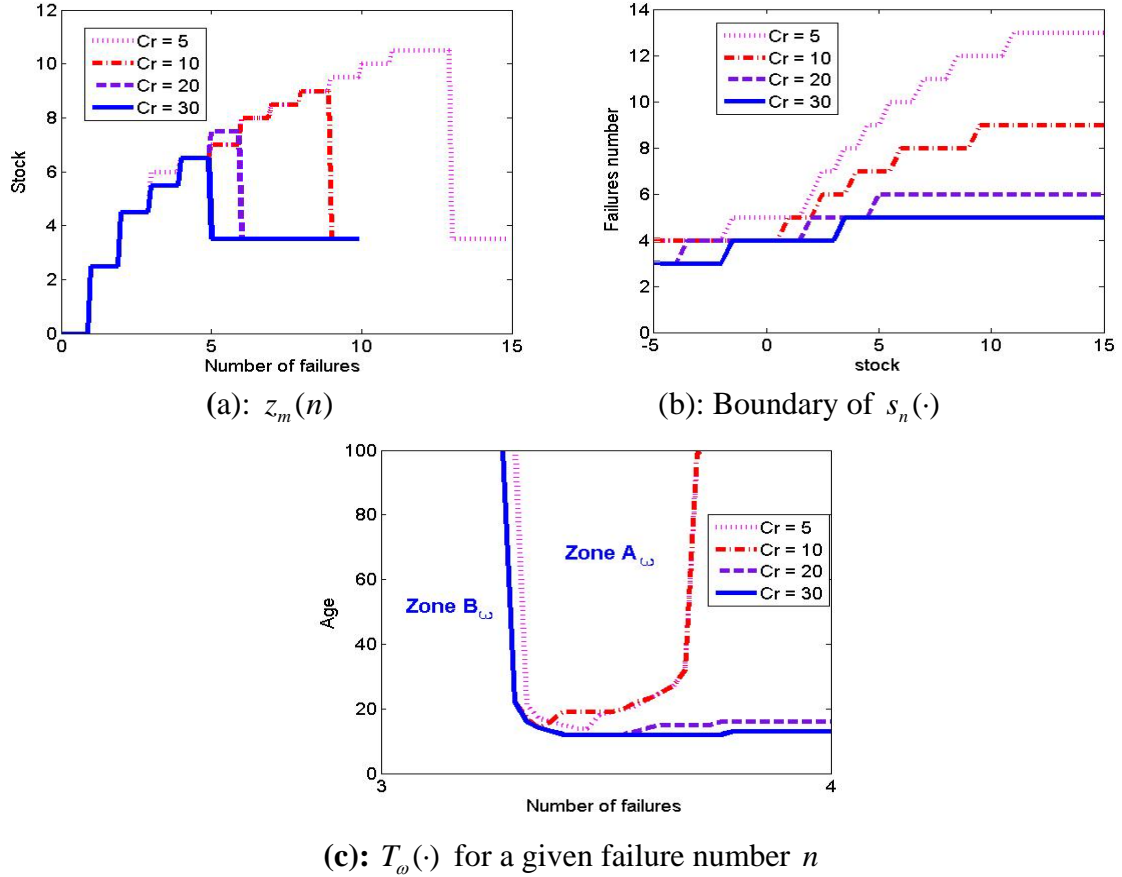 12
10
8
6
4
2
0
Stock
Cr = 5
Cr = 10
Cr = 20
Cr = 30
0 5 10 15
Number of failures
(a): z_m(n)
14
12
10
8
6
4
2
0
Failures number
Cr = 5
Cr = 10
Cr = 20
Cr = 30
-5 0 5 10 15
stock
(b): Boundary of s_n(·)
100
80
60
40
20
0
Age
Zone B_ω
Zone A_ω
Cr = 5
Cr = 10
Cr = 20
Cr = 30
3 4
Number of failures
(c): T_ω(·) for a given failure number n